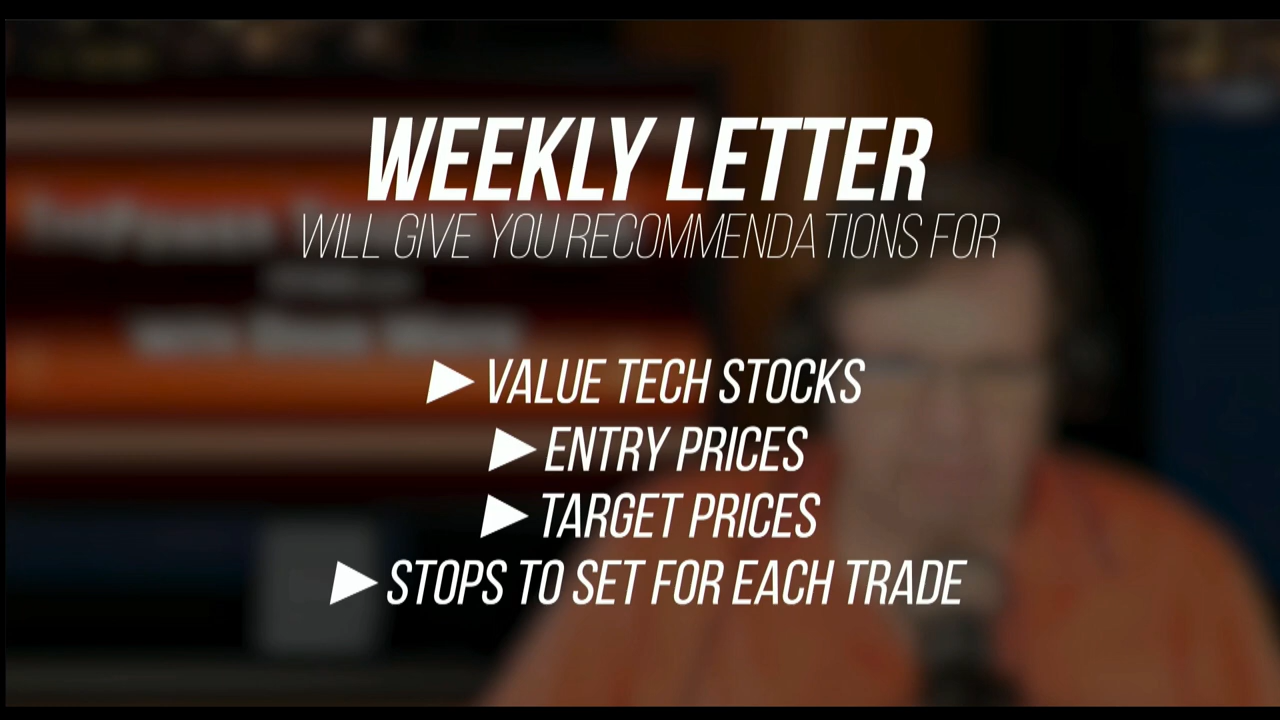 WEEKLY LETTER
WILL GIVE YOU RECOMMENDATIONS FOR
▶ VALUE TECH STOCKS
▶ ENTRY PRICES
▶ TARGET PRICES
▶ STOPS TO SET FOR EACH TRADE